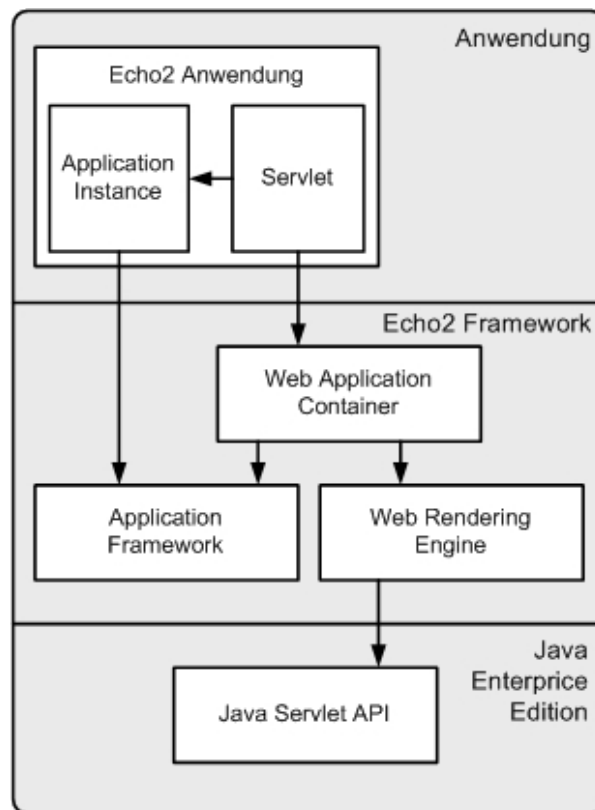 Anwendung
Echo2 Anwendung
Application
Instance
Servlet
Echo2 Framework
Web Application
Container
Application
Framework
Web Rendering
Engine
Java
Enterprice
Edition
Java Servlet API